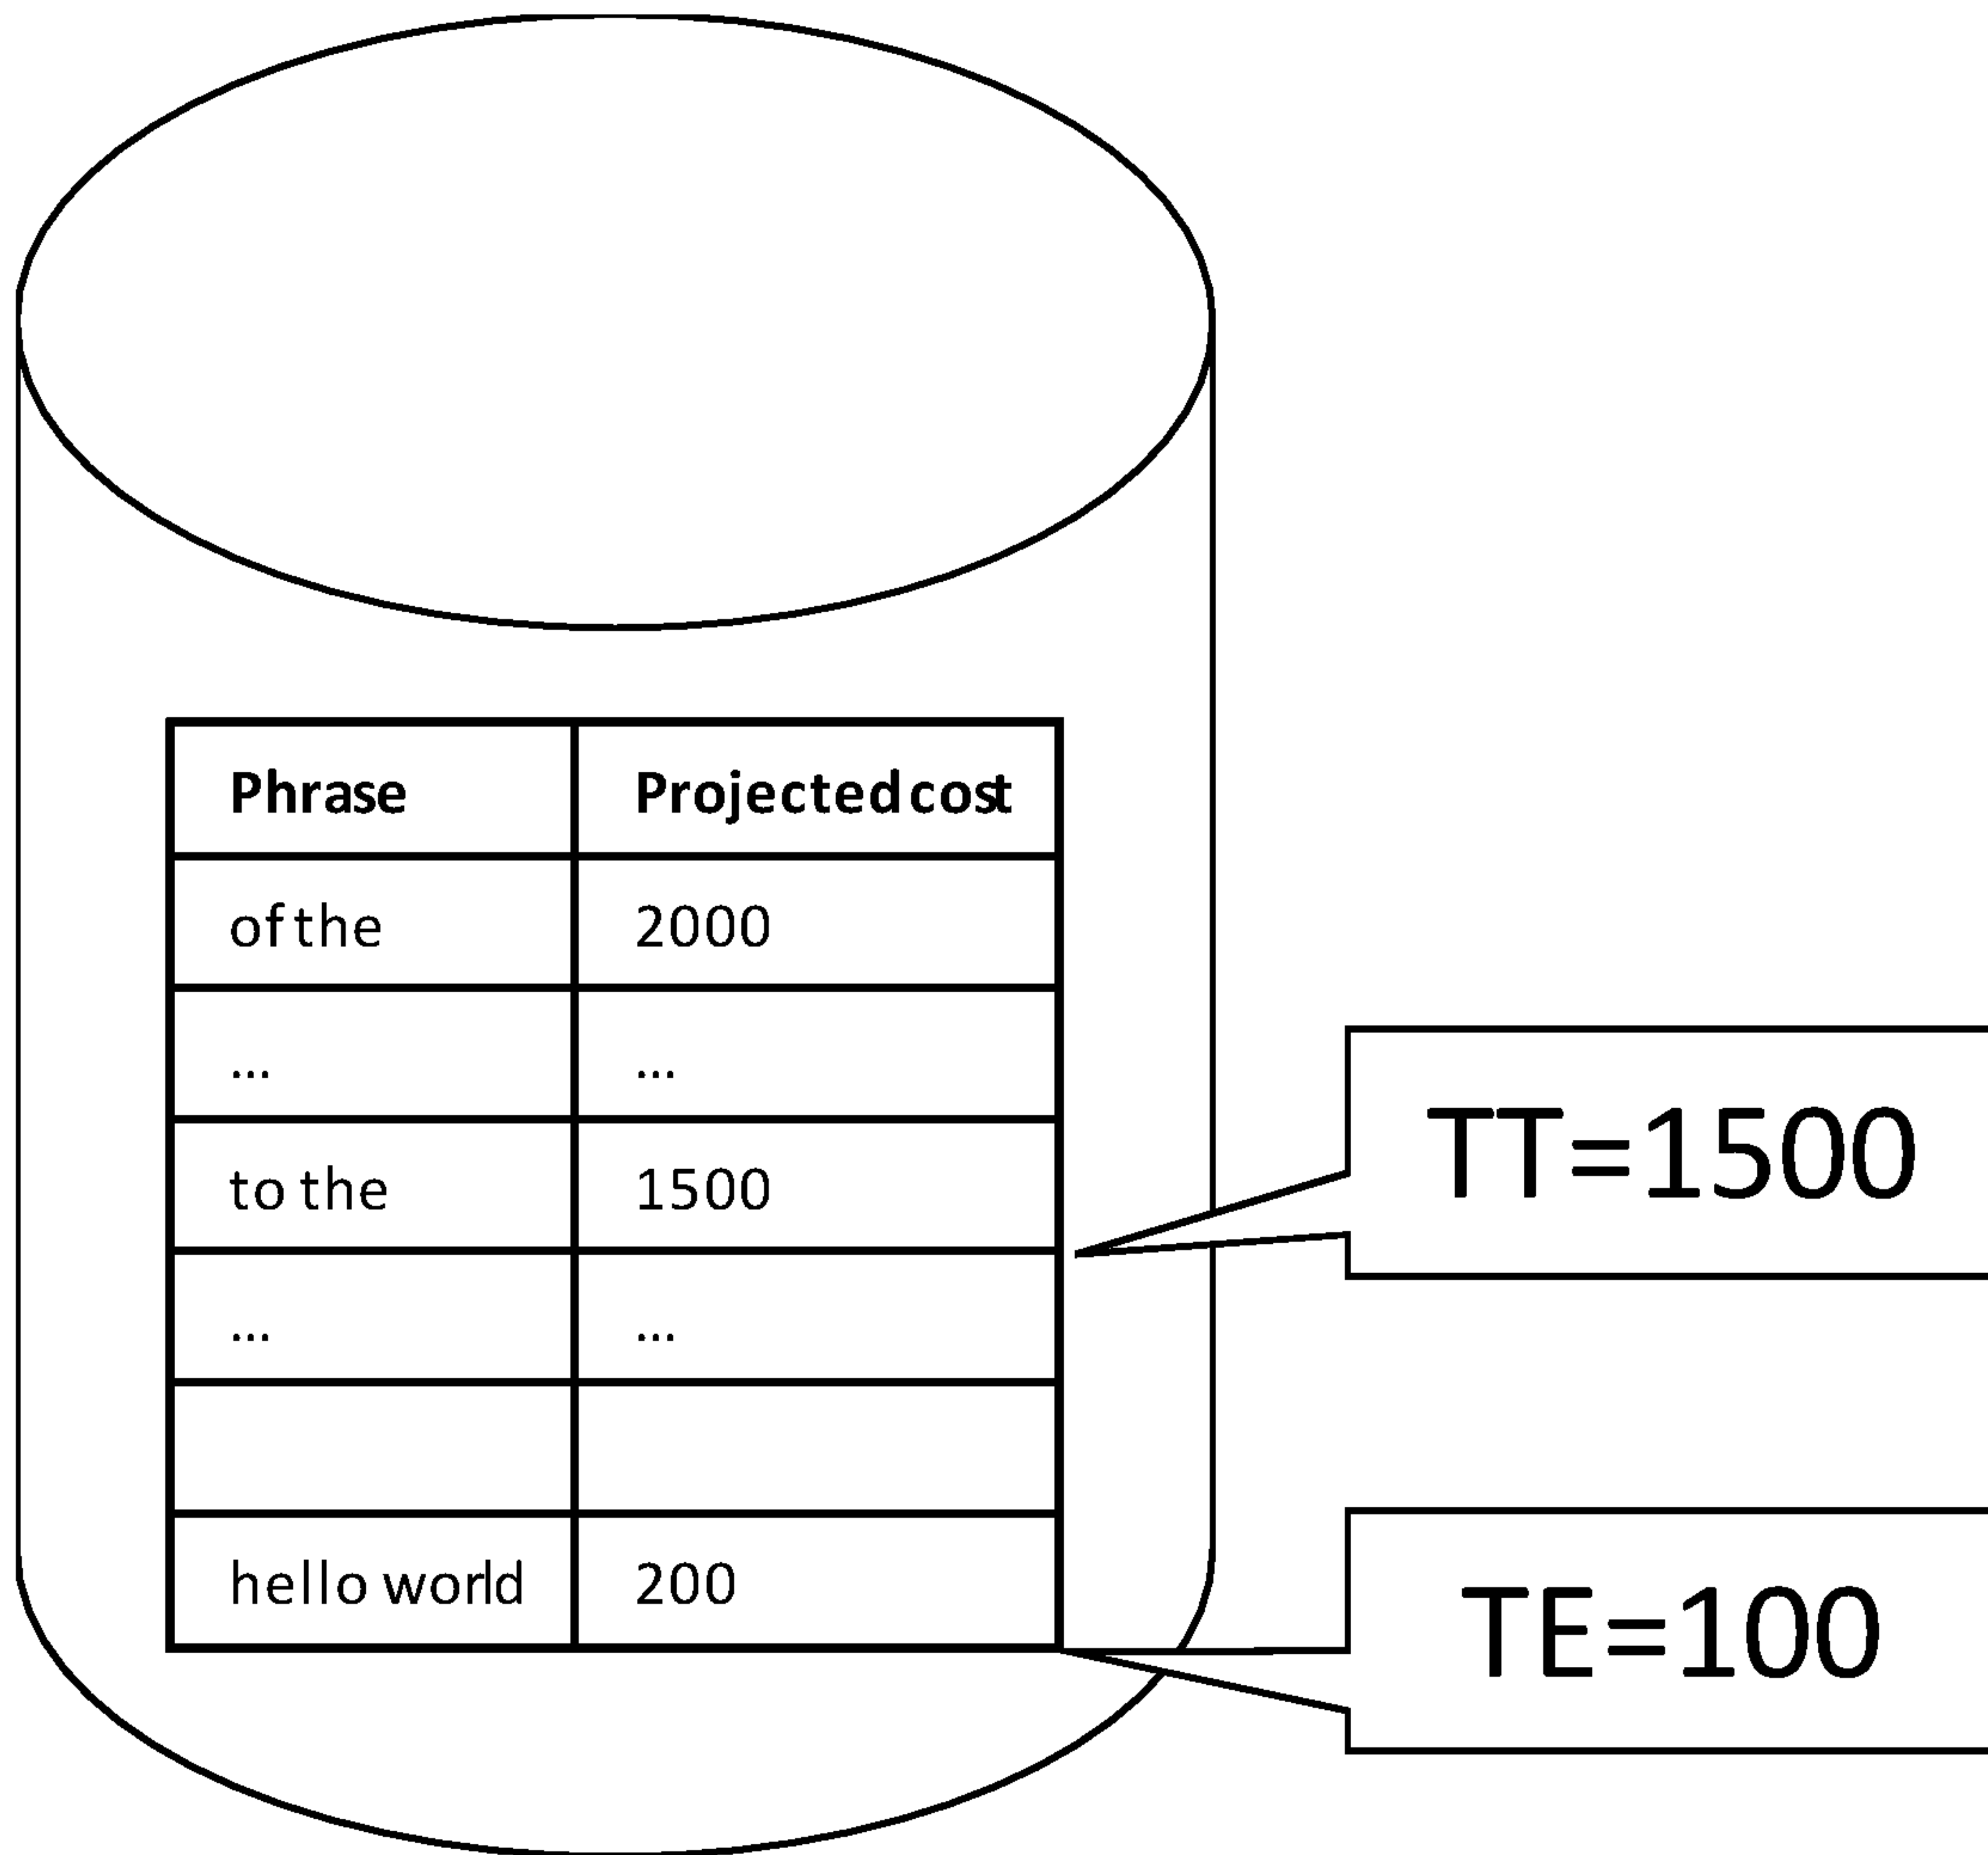 Phrase Projected cost
of the 2000
... ...
to the 1500
... ...
hello world 200
TT=1500
TE=100